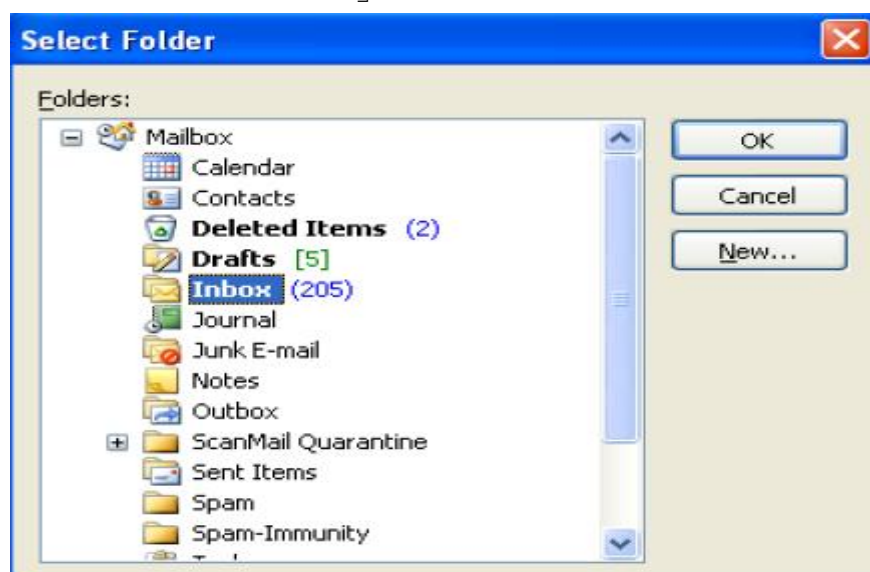 Select Folder
Folders:
Mailbox
Calendar
Contacts
Deleted Items (2)
Drafts [5]
Inbox (205)
Journal
Junk E-mail
Notes
Outbox
ScanMail Quarantine
Sent Items
Spam
Spam-Immunity
OK
Cancel
New...